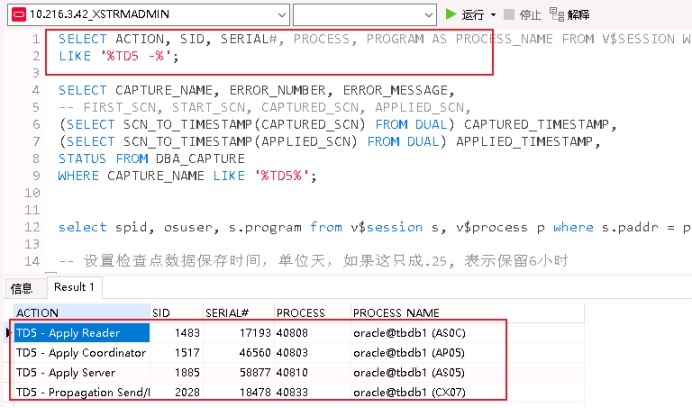 10.216.3.42_XSTRMADMIN 运行 停止 解释
1 SELECT ACTION, SID, SERIAL#, PROCESS, PROGRAM AS PROCESS_NAME FROM V$SESSION W
2 LIKE '%TD5 -%';
3
4 SELECT CAPTURE_NAME, ERROR_NUMBER, ERROR_MESSAGE,
5 -- FIRST_SCN, START_SCN, CAPTURED_SCN, APPLIED_SCN,
6 (SELECT SCN_TO_TIMESTAMP(CAPTURED_SCN) FROM DUAL) CAPTURED_TIMESTAMP,
7 (SELECT SCN_TO_TIMESTAMP(APPLIED_SCN) FROM DUAL) APPLIED_TIMESTAMP,
8 STATUS FROM DBA_CAPTURE
9 WHERE CAPTURE_NAME LIKE '%TD5%';
10
11
12 select spid, osuser, s.program from v$session s, v$process p where s.paddr = p
13
14 -- 设置检查点数据保存时间，单位天，如果这只成.25, 表示保留6小时
信息 Result 1
ACTION SID SERIAL# PROCESS PROCESS NAME
TD5 - Apply Reader 1483 17193 40808 oracle@tbdb1 (AS0C)
TD5 - Apply Coordinator 1517 46560 40803 oracle@tbdb1 (AP05)
TD5 - Apply Server 1885 58877 40810 oracle@tbdb1 (AS05)
TD5 - Propagation Send/ 2028 18478 40833 oracle@tbdb1 (CX07)